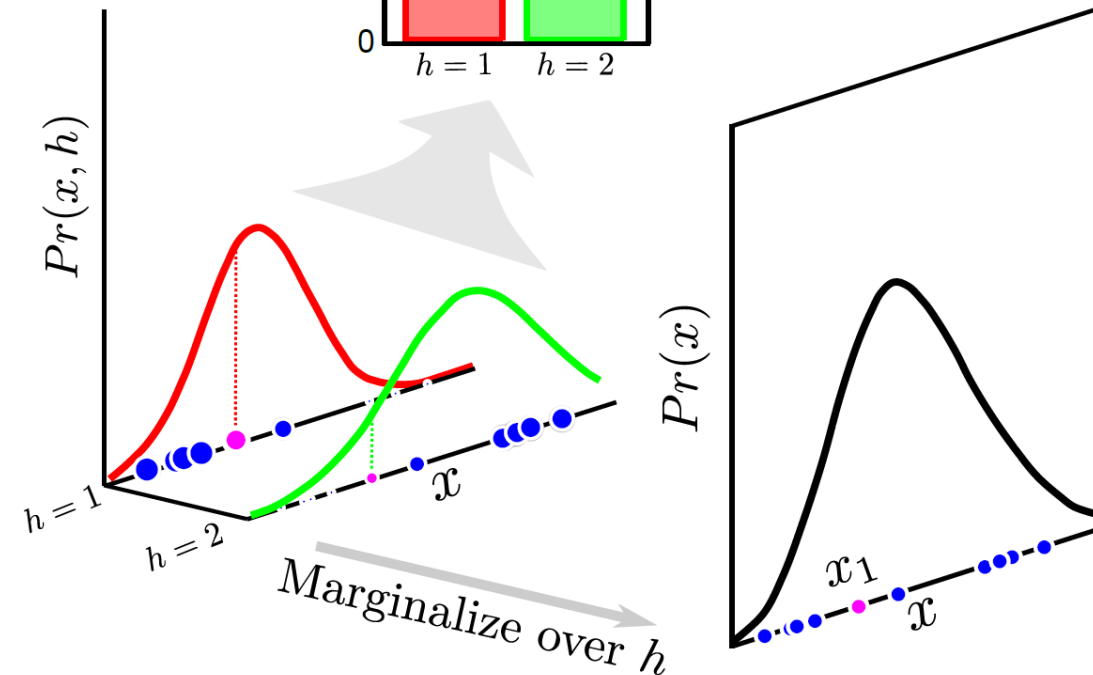 0
h = 1
h = 2
Pr(x, h)
Pr(x)
h = 1
h = 2
x
Marginalize over h
x₁
x